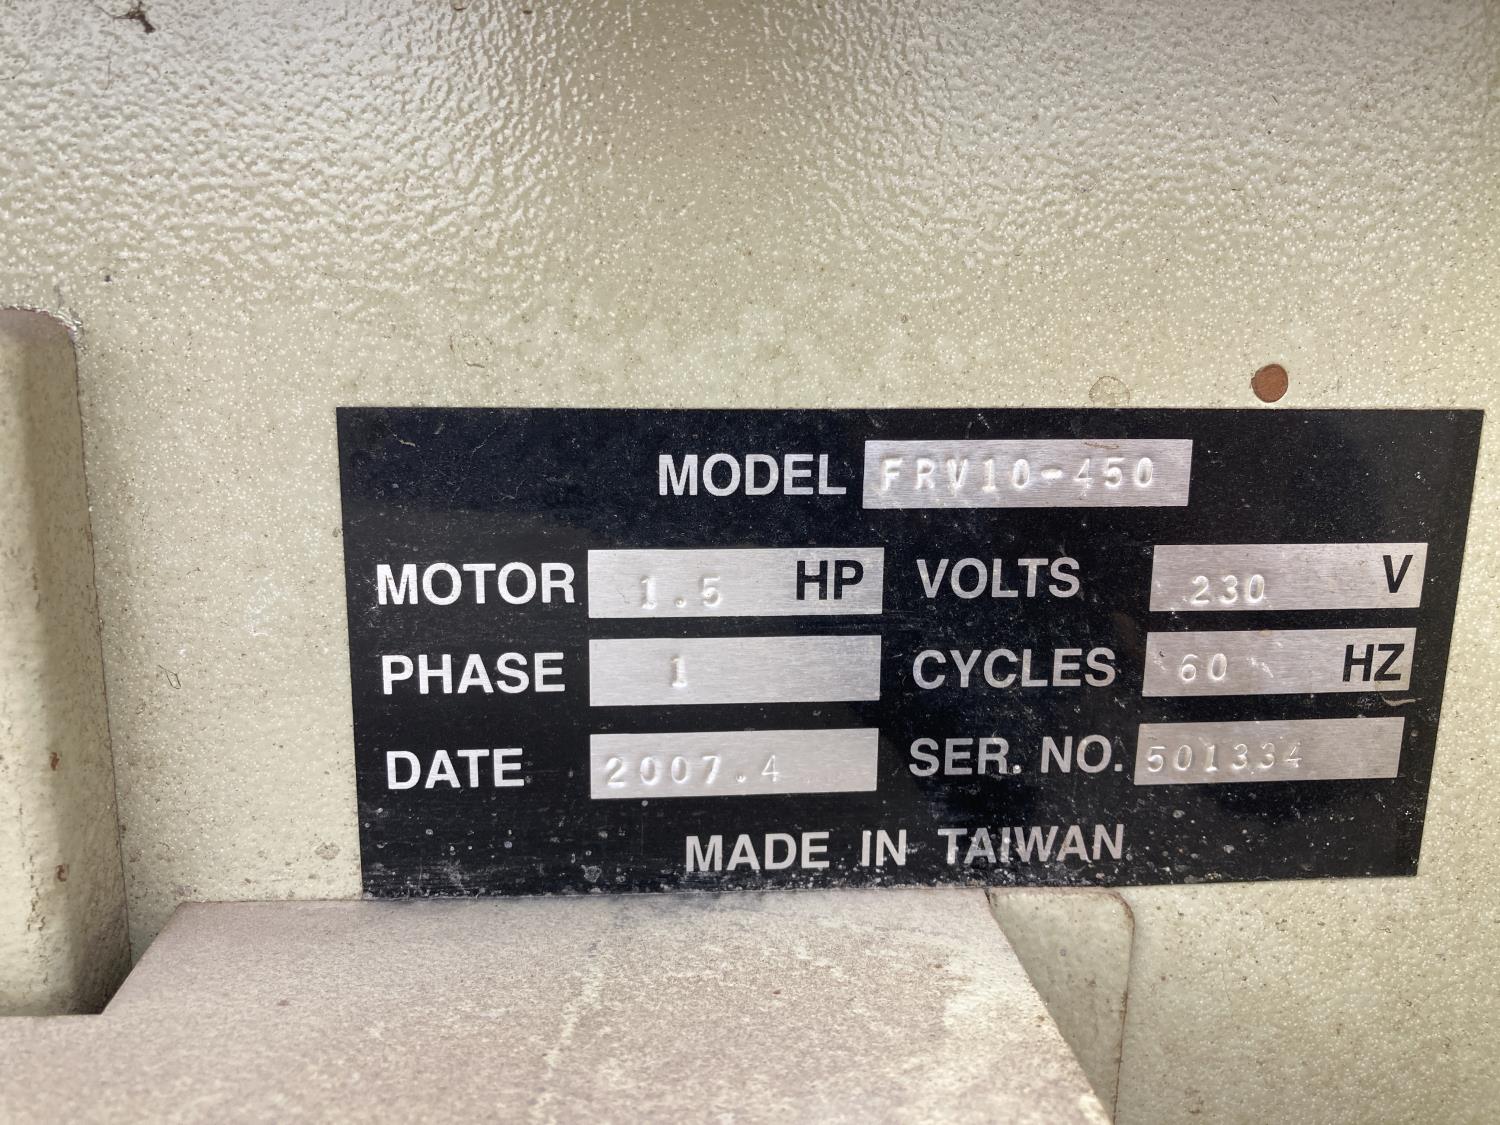 MODEL FRV10-450
MOTOR 1.5 HP VOLTS 230 V
PHASE 1 CYCLES 60 HZ
DATE 2007.4 SER. NO. 501334
MADE IN TAIWAN